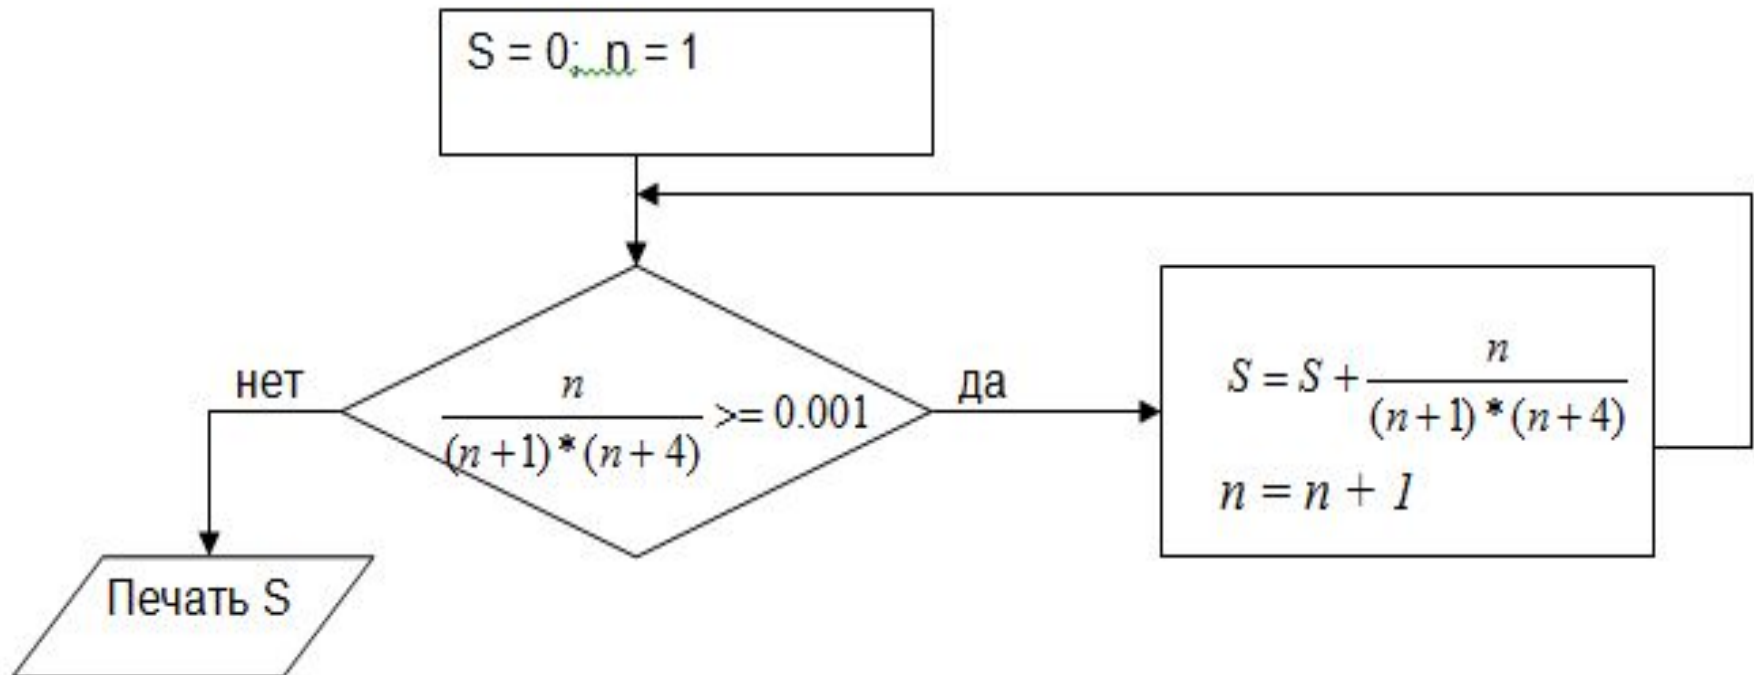 S = 0; n = 1
нет
n
(n+1)*(n+4)
>= 0.001
да
S = S +
n
(n+1)*(n+4)
n = n + 1
Печать S